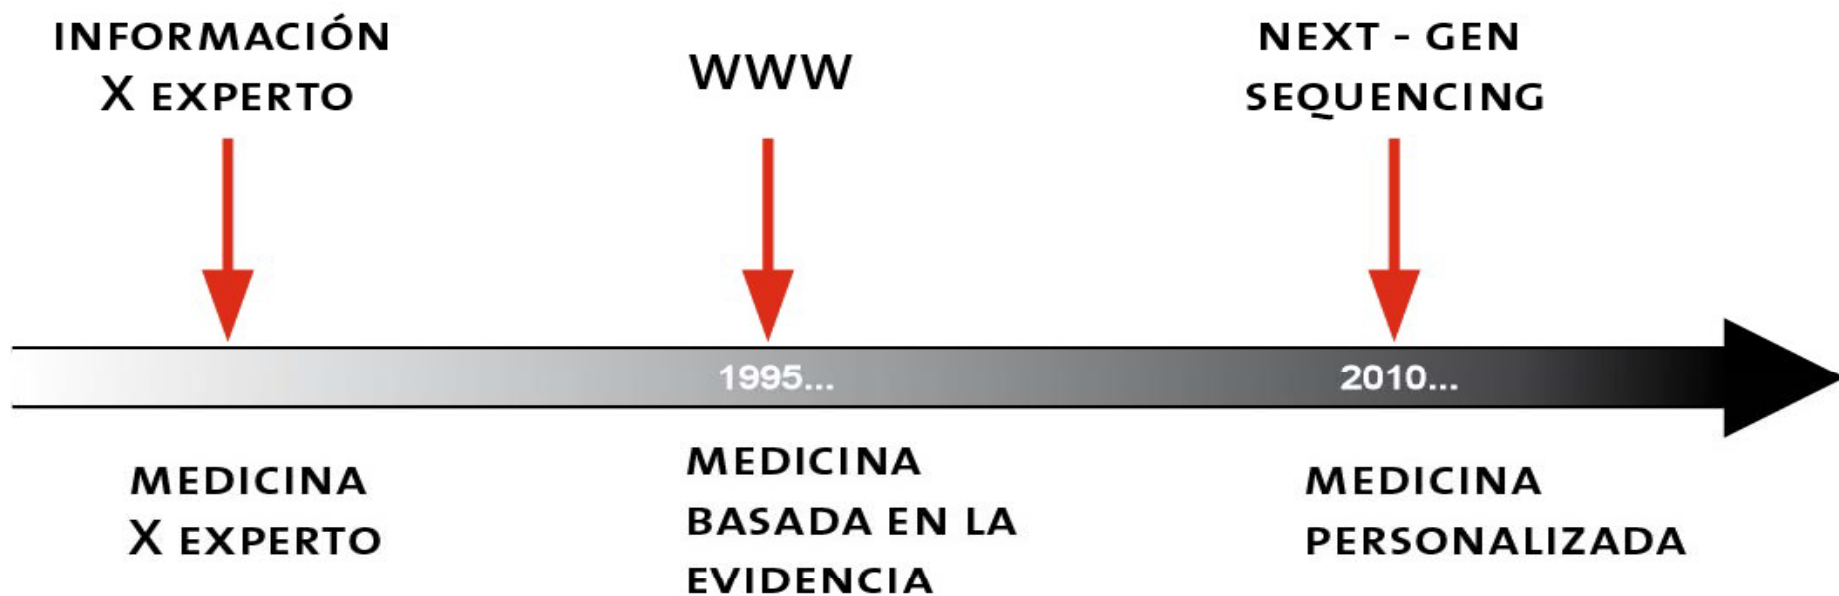 INFORMACIÓN
X EXPERTO
WWW
NEXT - GEN
SEQUENCING
1995...
2010...
MEDICINA
X EXPERTO
MEDICINA
BASADA EN LA
EVIDENCIA
MEDICINA
PERSONALIZADA